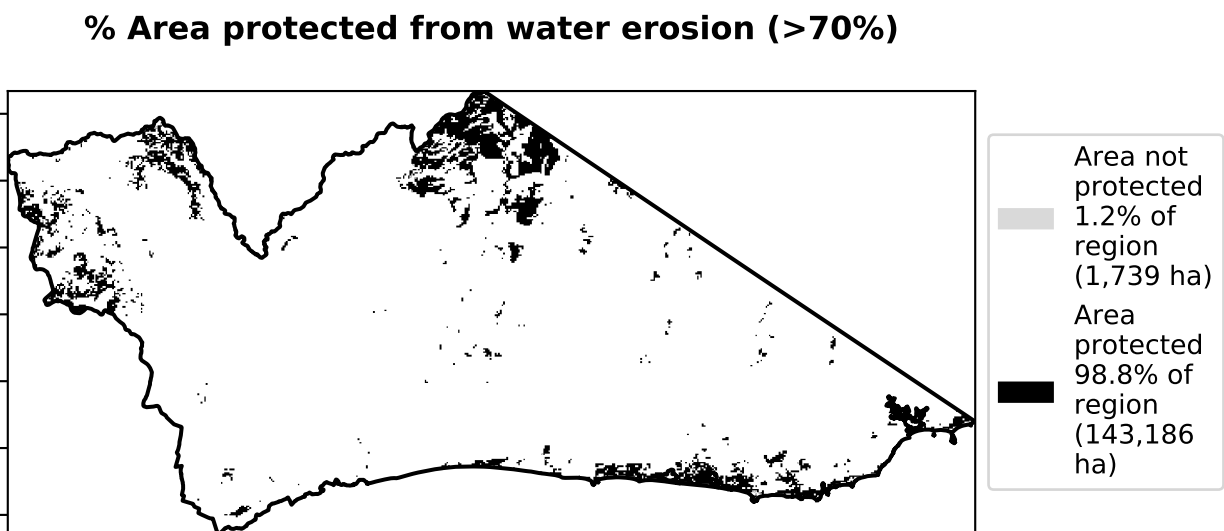 % Area protected from water erosion (>70%)
Area not
protected
1.2% of
region
(1,739 ha)
Area
protected
98.8% of
region
(143,186
ha)